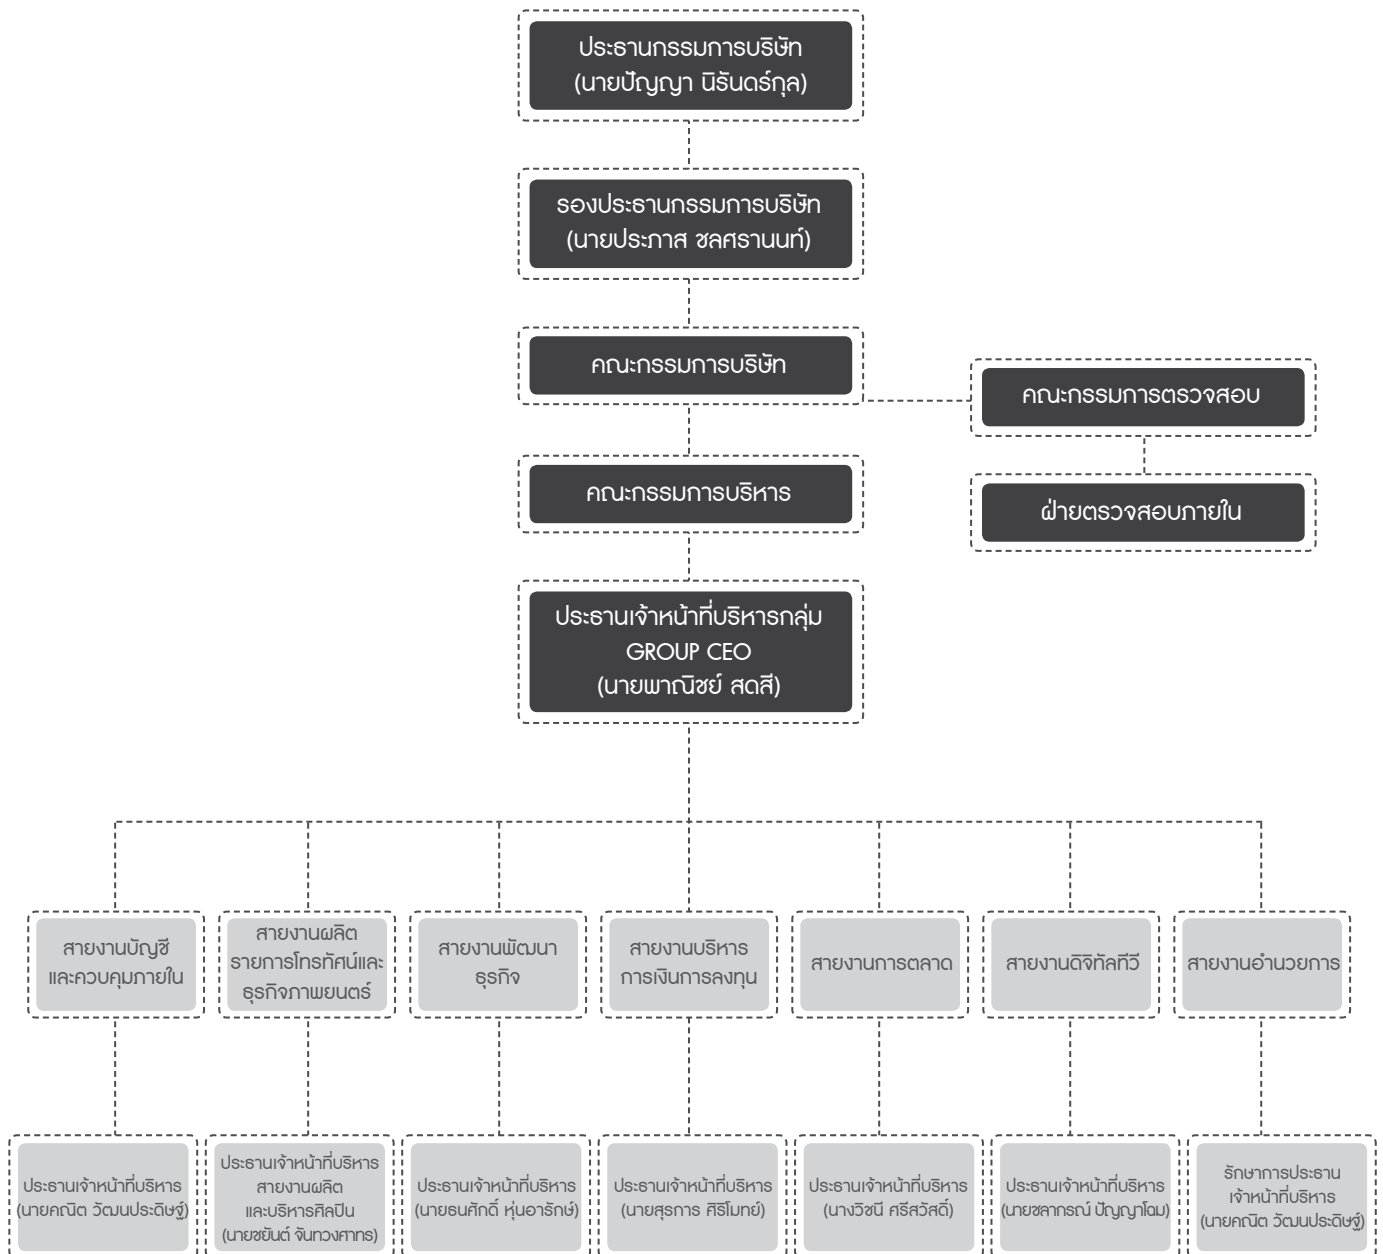 ประธานกรรมการบริษัท
(นายปัญญา นิรันดร์กุล)
รองประธานกรรมการบริษัท
(นายประภาส ชลศรานนท์)
คณะกรรมการบริษัท
คณะกรรมการตรวจสอบ
คณะกรรมการบริหาร
ฝ่ายตรวจสอบภายใน
ประธานเจ้าหน้าที่บริหารกลุ่ม
GROUP CEO
(นายพาณิชย์ สดสี)
สายงานบัญชี
และควบคุมภายใน
สายงานผลิต
รายการโทรทัศน์และ
ธุรกิจภาพยนตร์
สายงานพัฒนา
ธุรกิจ
สายงานบริหาร
การเงินการลงทุน
สายงานการตลาด
สายงานดิจิทัลทีวี
สายงานอำนวยการ
ประธานเจ้าหน้าที่บริหาร
(นายคณิต วัฒนประดิษฐ์)
ประธานเจ้าหน้าที่บริหาร
สายงานผลิต
และบริหารศิลปิน
(นายชยันต์ จันทวงศาทร)
ประธานเจ้าหน้าที่บริหาร
(นายธนศักดิ์ หุ่นอารักษ์)
ประธานเจ้าหน้าที่บริหาร
(นายสุรการ ศิริโมทย์)
ประธานเจ้าหน้าที่บริหาร
(นางวิชนี ศรีสวัสดิ์)
ประธานเจ้าหน้าที่บริหาร
(นายชลากรณ์ ปัญญาโฉม)
รักษาการประธาน
เจ้าหน้าที่บริหาร
(นายคณิต วัฒนประดิษฐ์)